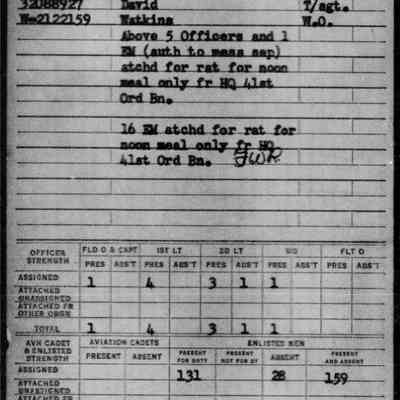 32088927 David T/sgt.
W-2122159 Watkins W.O.
Above 5 Officers and 1
EM (auth to mess sep)
stchd for rat for noon
meal only fr HQ 41st
Ord Bn.
16 EM atchd for rat for
noon meal only fr HQ
41st Ord Bn. FWR
OFFICER STRENGTH FLD O & CAPT 1ST LT 2D LT WO FLT O
PRES ABS'T PRES ABS'T PRES ABS'T PRES ABS'T PRES ABS'T
ASSIGNED 1 4 3 1 1
ATTACHED UNASSIGNED
ATTACHED FR OTHER ORGN
TOTAL 1 4 3 1 1
AVN CADET & ENLISTED STRENGTH AVIATION CADETS ENLISTED MEN
PRESENT ABSENT PRESENT FOR DUTY PRESENT NOT FOR DY ABSENT PRESENT AND ABSENT
ASSIGNED 131 28 159
ATTACHED UNASSIGNED
ATTACHED FR